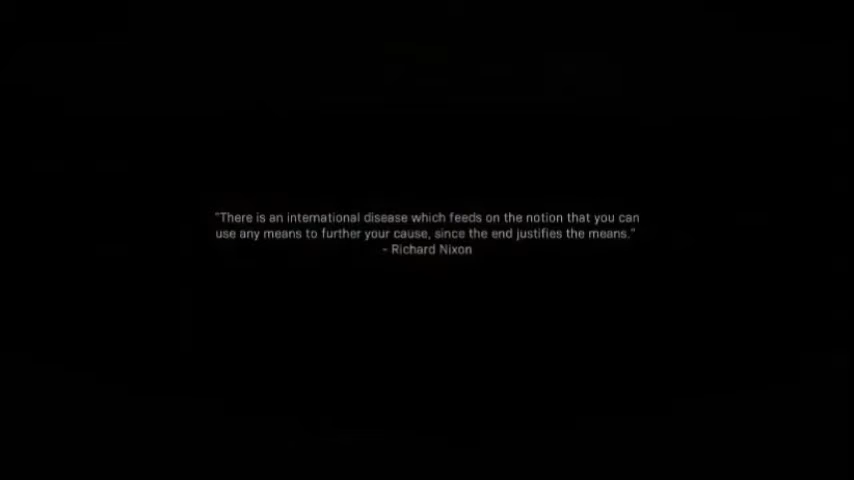 "There is an international disease which feeds on the notion that you can
use any means to further your cause, since the end justifies the means."
- Richard Nixon